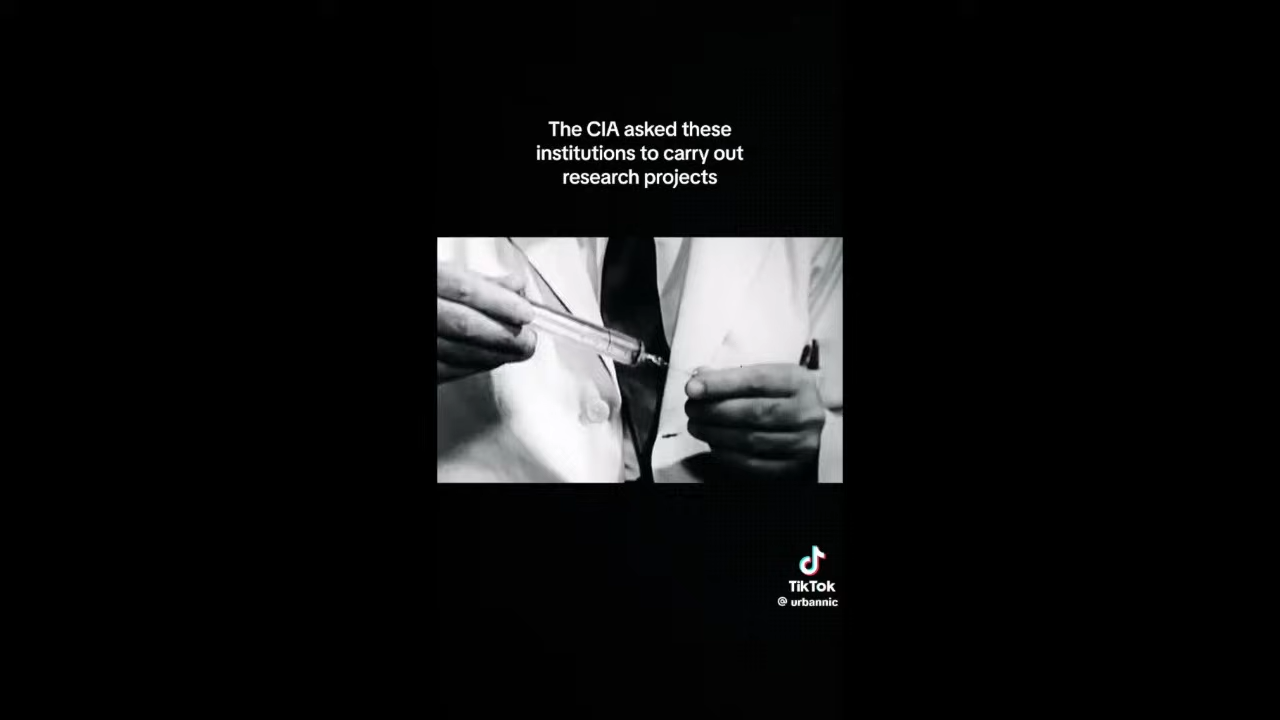 The CIA asked these
institutions to carry out
research projects
TikTok
@ urbannic